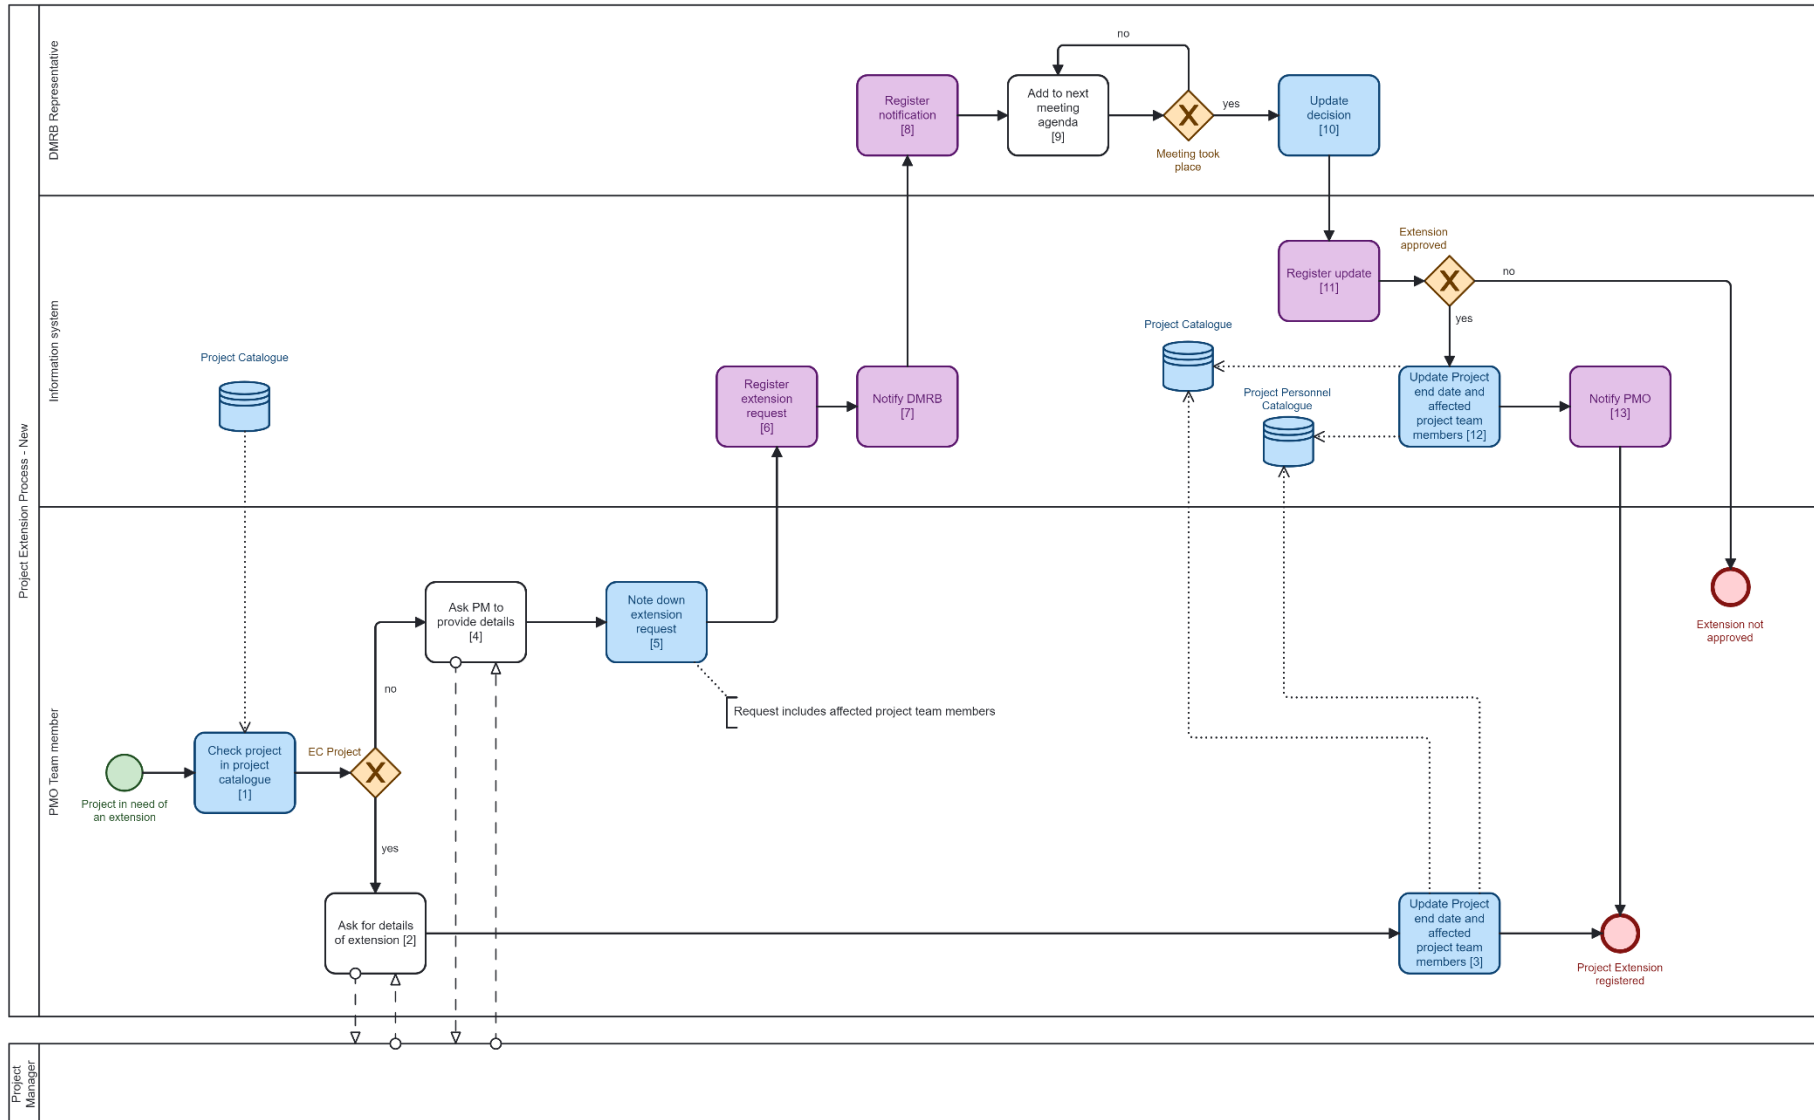 Project Extension Process - New
DMRB Representative
no
Register
notification
[8]
Add to next
meeting
agenda
[9]
yes
Meeting took
place
Update
decision
[10]
Information system
Extension
approved
Register update
[11]
no
yes
Project Catalogue
Project Catalogue
Project Personnel
Catalogue
Register
extension
request
[6]
Notify DMRB
[7]
Update Project
end date and
affected
project team
members [12]
Notify PMO
[13]
PMO Team member
Ask PM to
provide details
[4]
Note down
extension
request
[5]
Extension not
approved
no
Request includes affected project team members
Project in need of
an extension
Check project
in project
catalogue
[1]
EC Project
yes
Ask for details
of extension [2]
Update Project
end date and
affected
project team
members [3]
Project Extension
registered
Project
Manager